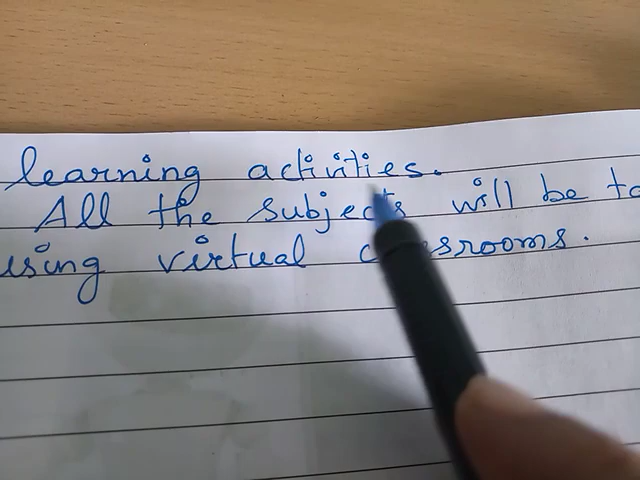 learning activities.
All the subjects will be
using virtual